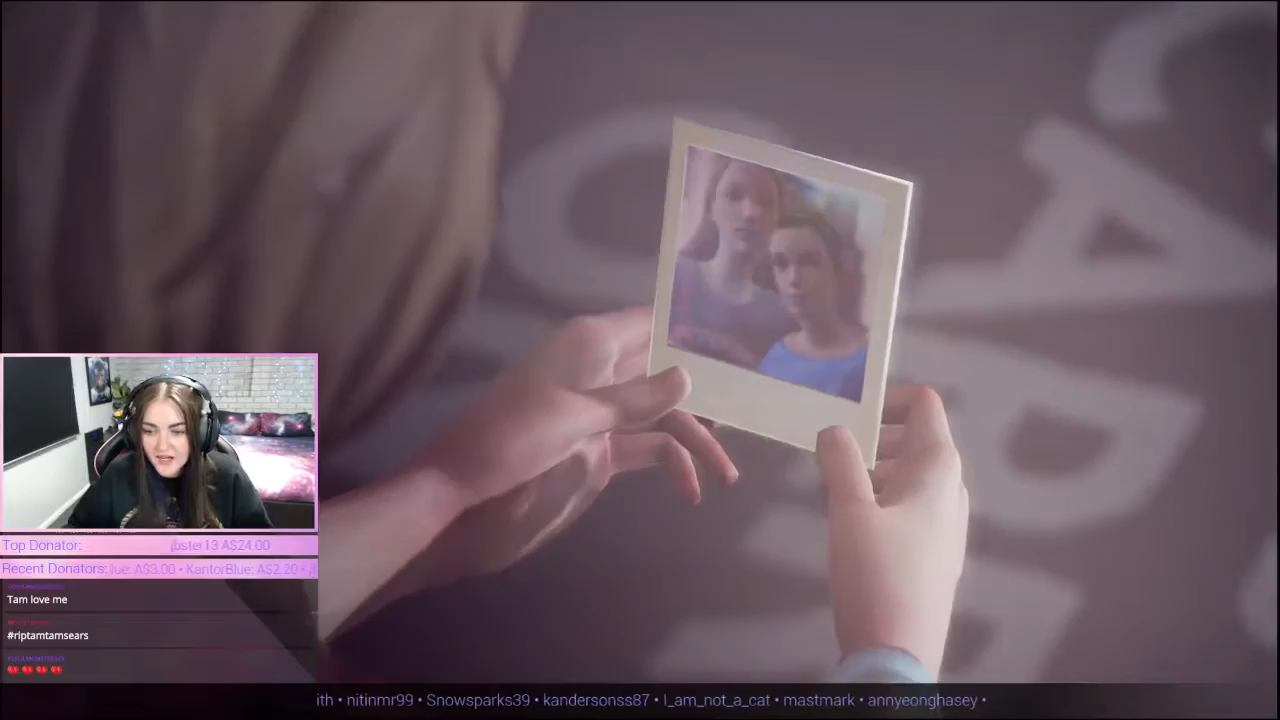 Top Donator:
jbster13 A$24.00
Recent Donators:
lue: A$3.00 • KantorBlue: A$2.20 •
Tam love me
#riptamtamsears
ith • nitinmr99 • Snowsparks39 • kandersonss87 • I_am_not_a_cat • mastmark • annyeonghasey •